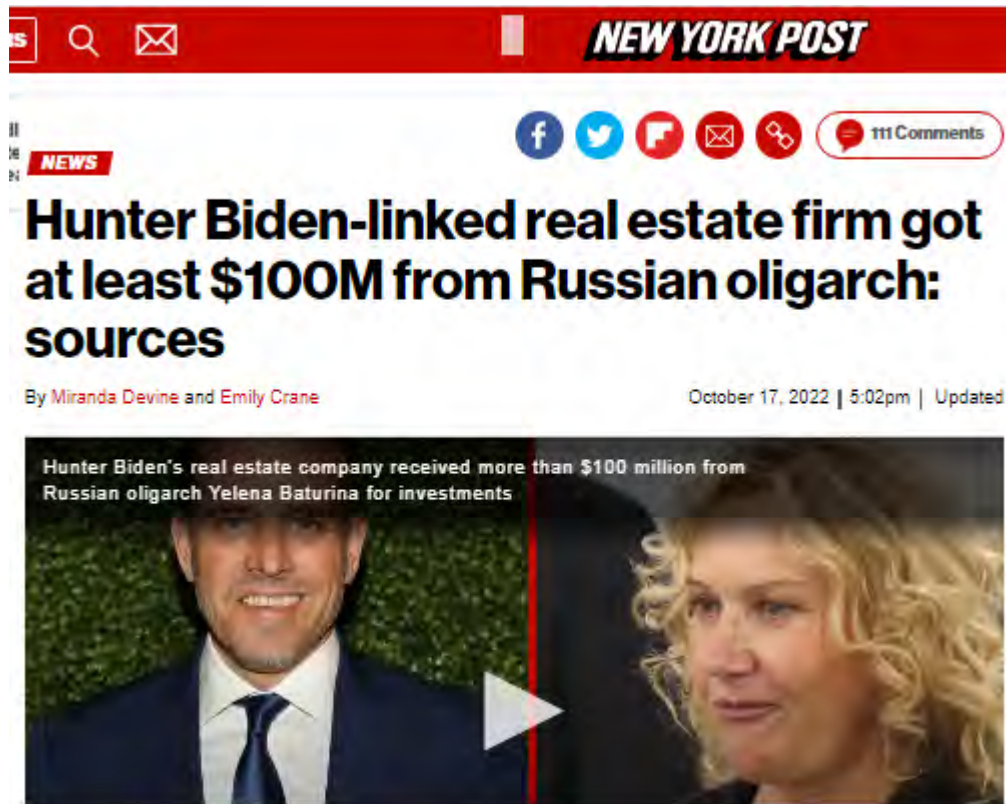 NEW YORK POST
111 Comments
NEWS
Hunter Biden-linked real estate firm got
at least $100M from Russian oligarch:
sources
By Miranda Devine and Emily Crane
October 17, 2022 | 5:02pm | Updated
Hunter Biden's real estate company received more than $100 million from
Russian oligarch Yelena Baturina for investments